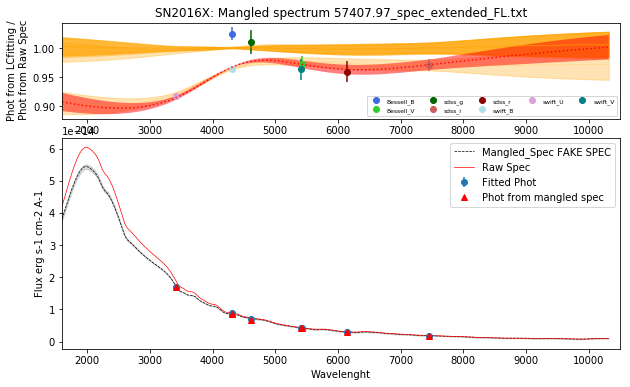 SN2016X: Mangled spectrum 57407.97_spec_extended_FL.txt
Phot from LCfitting /
Phot from Raw Spec
1.00
0.95
0.90
Bessell_B
Bessell_V
sdss_g
sdss_i
sdss_r
swift_B
swift_U
swift_V
2000 3000 4000 5000 6000 7000 8000 9000 10000
1e−14
Flux erg s-1 cm-2 A-1
6
5
4
3
2
1
0
Mangled_Spec FAKE SPEC
Raw Spec
Fitted Phot
Phot from mangled spec
2000 3000 4000 5000 6000 7000 8000 9000 10000
Wavelenght